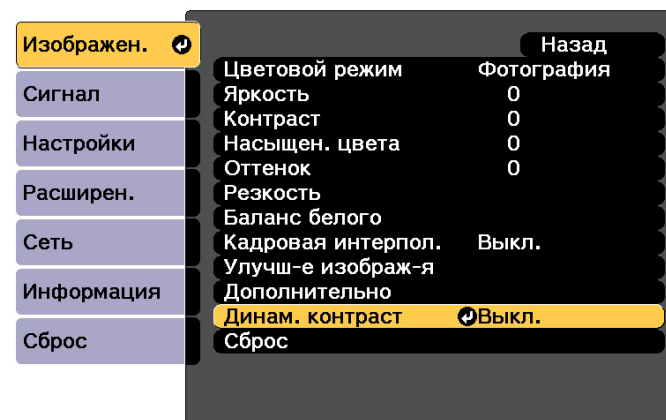 Изображен.
Сигнал
Настройки
Расширен.
Сеть
Информация
Сброс
Назад
Цветовой режим Фотография
Яркость 0
Контраст 0
Насыщен. цвета 0
Оттенок 0
Резкость
Баланс белого
Кадровая интерпол. Выкл.
Улучш-е изображ-я
Дополнительно
Динам. контраст Выкл.
Сброс